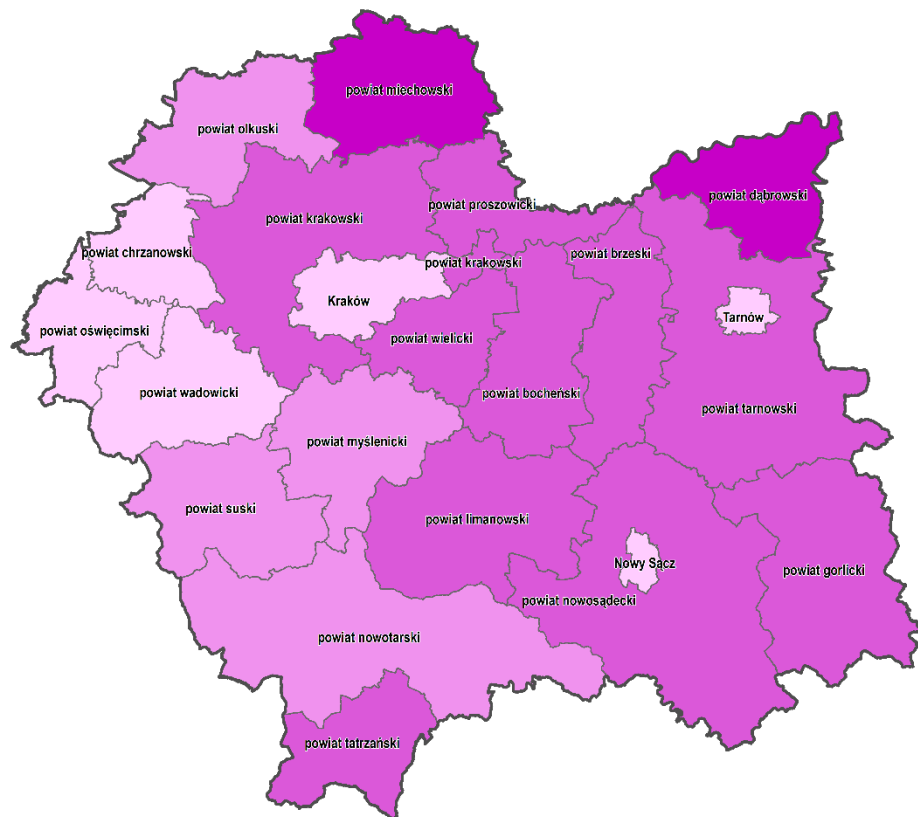 powiat miechowski
powiat olkuski
powiat dąbrowski
powiat proszowicki
powiat krakowski
powiat chrzanowski
powiat brzeski
powiat krakowski
Kraków
Tarnów
powiat oświęcimski
powiat wielicki
powiat wadowicki
powiat bocheński
powiat tarnowski
powiat myślenicki
powiat suski
powiat limanowski
Nowy Sącz
powiat gorlicki
powiat nowosądecki
powiat nowotarski
powiat tatrzański